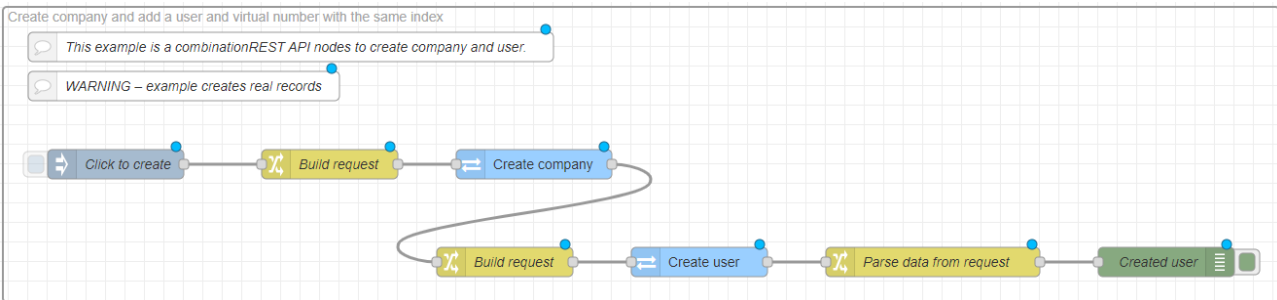 Create company and add a user and virtual number with the same index
This example is a combinationREST API nodes to create company and user.
WARNING – example creates real records
Click to create
Build request
Create company
Build request
Create user
Parse data from request
Created user